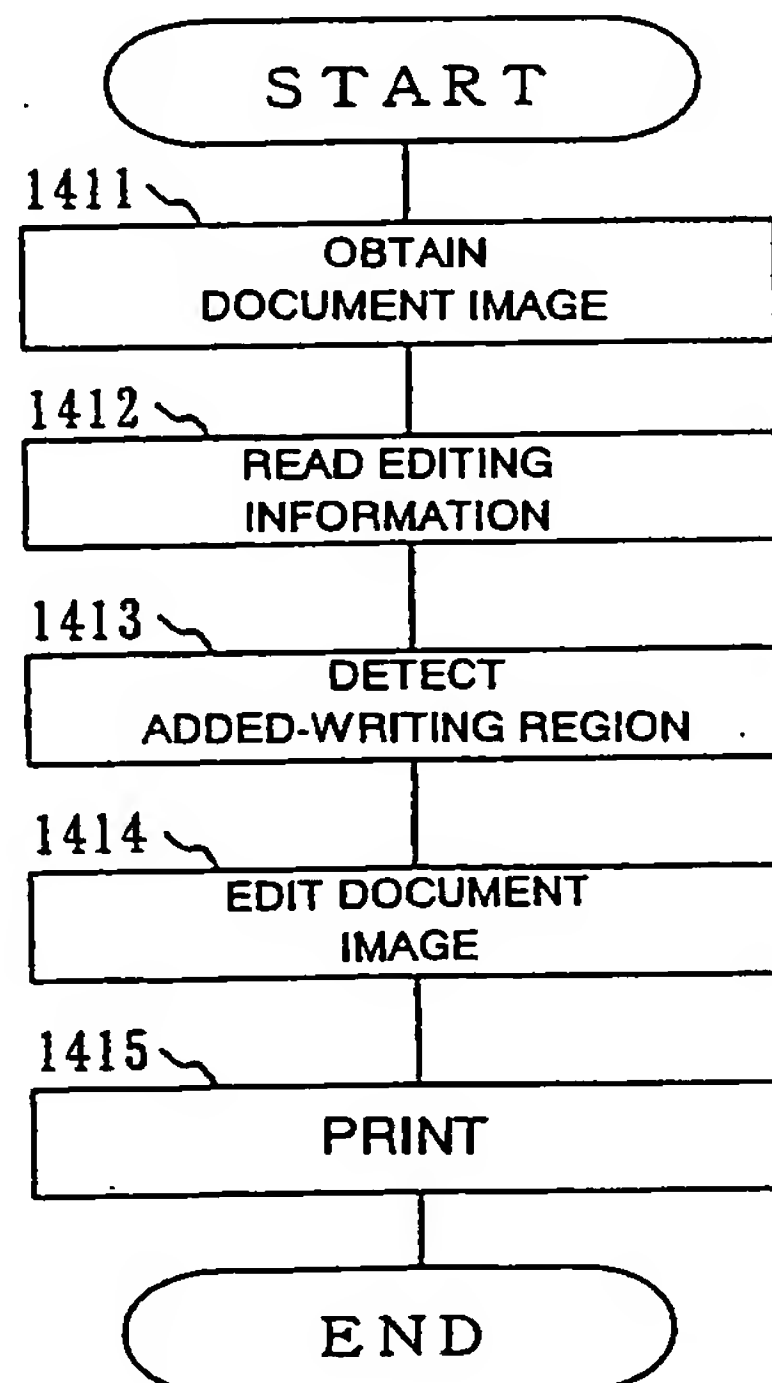 START
1411
OBTAIN
DOCUMENT IMAGE
1412
READ EDITING
INFORMATION
1413
DETECT
ADDED-WRITING REGION
1414
EDIT DOCUMENT
IMAGE
1415
PRINT
END